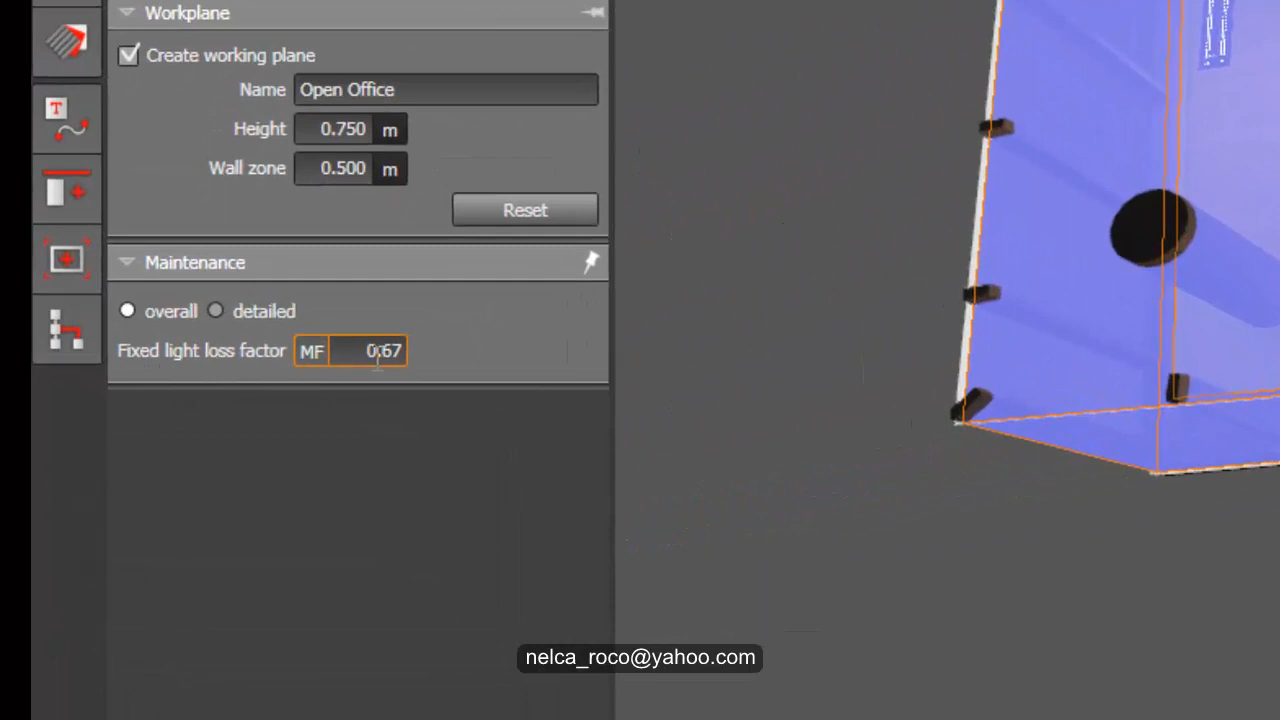 Workplane
Create working plane
Name Open Office
Height 0.750 m
Wall zone 0.500 m
Reset
T
Maintenance
overall detailed
Fixed light loss factor MF 0.67
nelca_roco@yahoo.com